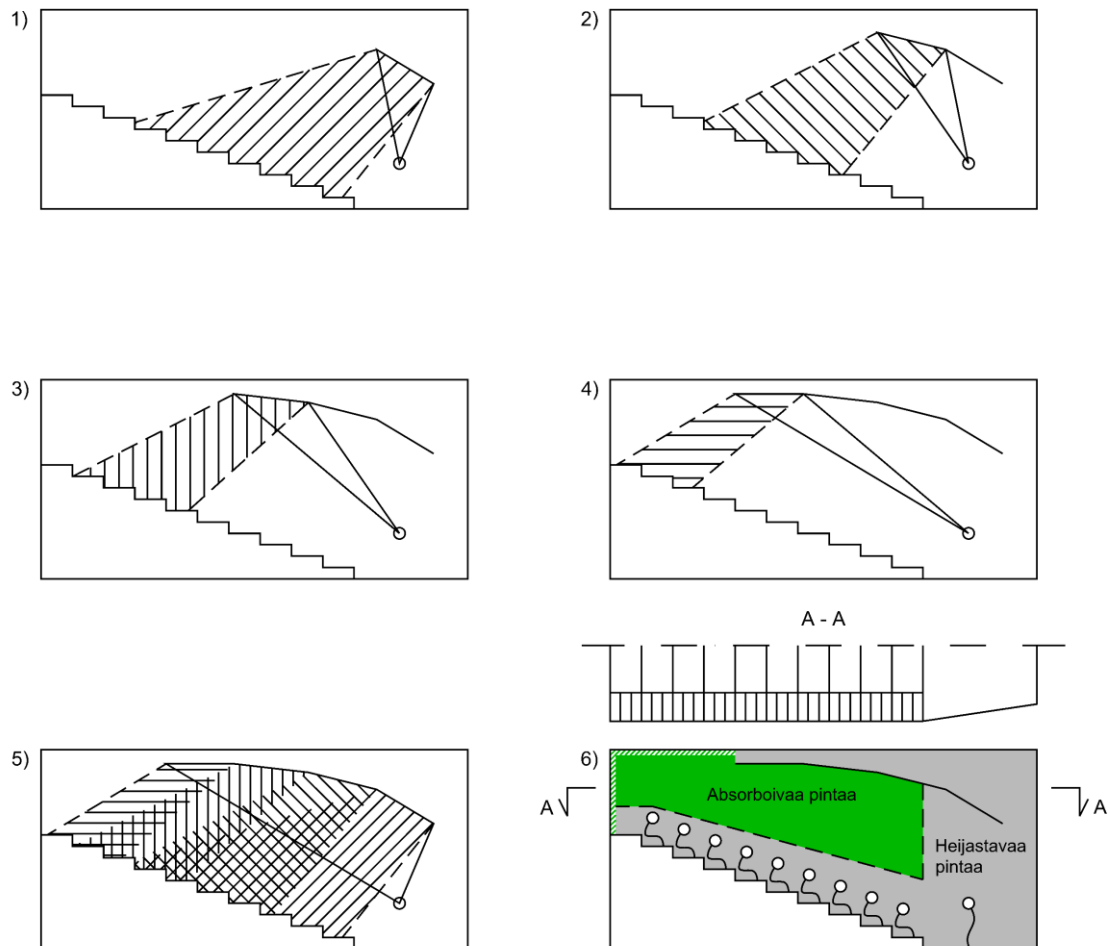 1)
2)
3)
4)
A - A
5)
6)
A
Absorboivaa pintaa
A
Heijastavaa
pintaa